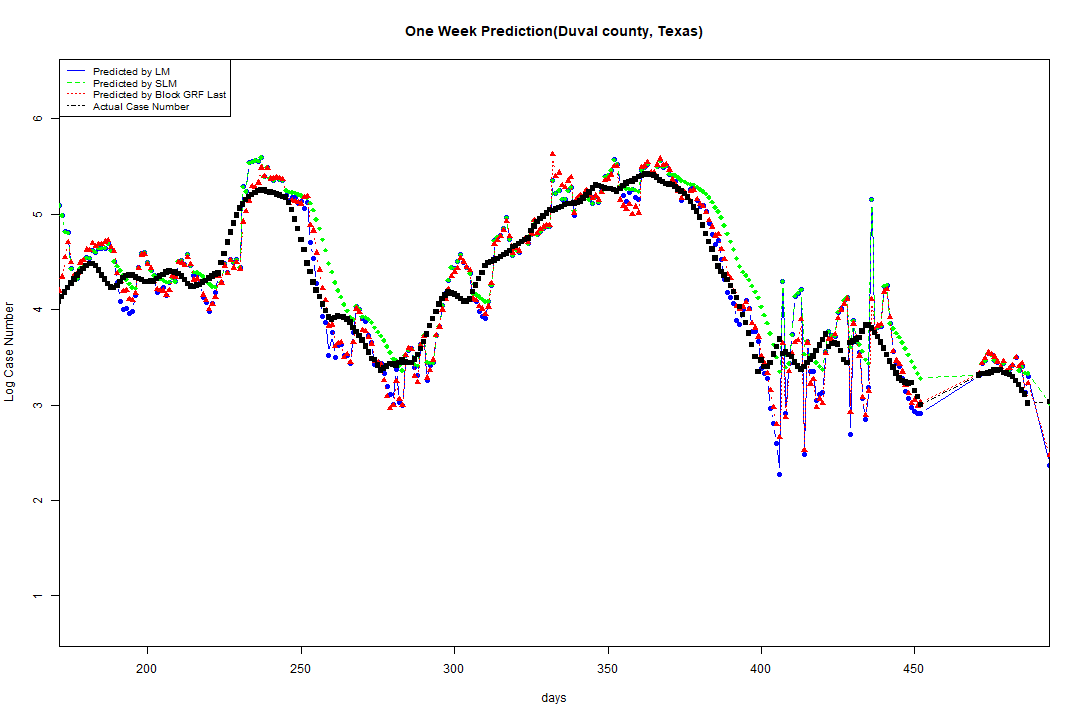 One Week Prediction(Duval county, Texas)
Predicted by LM
Predicted by SLM
Predicted by Block GRF Last
Actual Case Number
Log Case Number
6
5
4
3
2
1
200 250 300 350 400 450
days